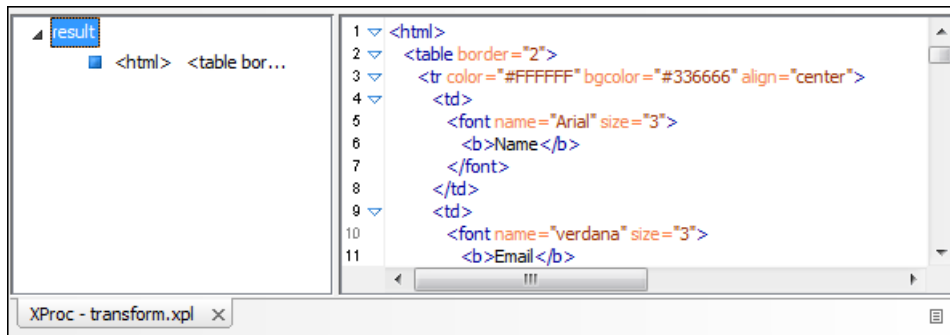 result
<html>   <table bor...
1 <html>
2 <table border="2">
3 <tr color="#FFFFFF" bgcolor="#336666" align="center">
4 <td>
5 <font name="Arial" size="3">
6 <b>Name</b>
7 </font>
8 </td>
9 <td>
10 <font name="verdana" size="3">
11 <b>Email</b>
XProc - transform.xpl